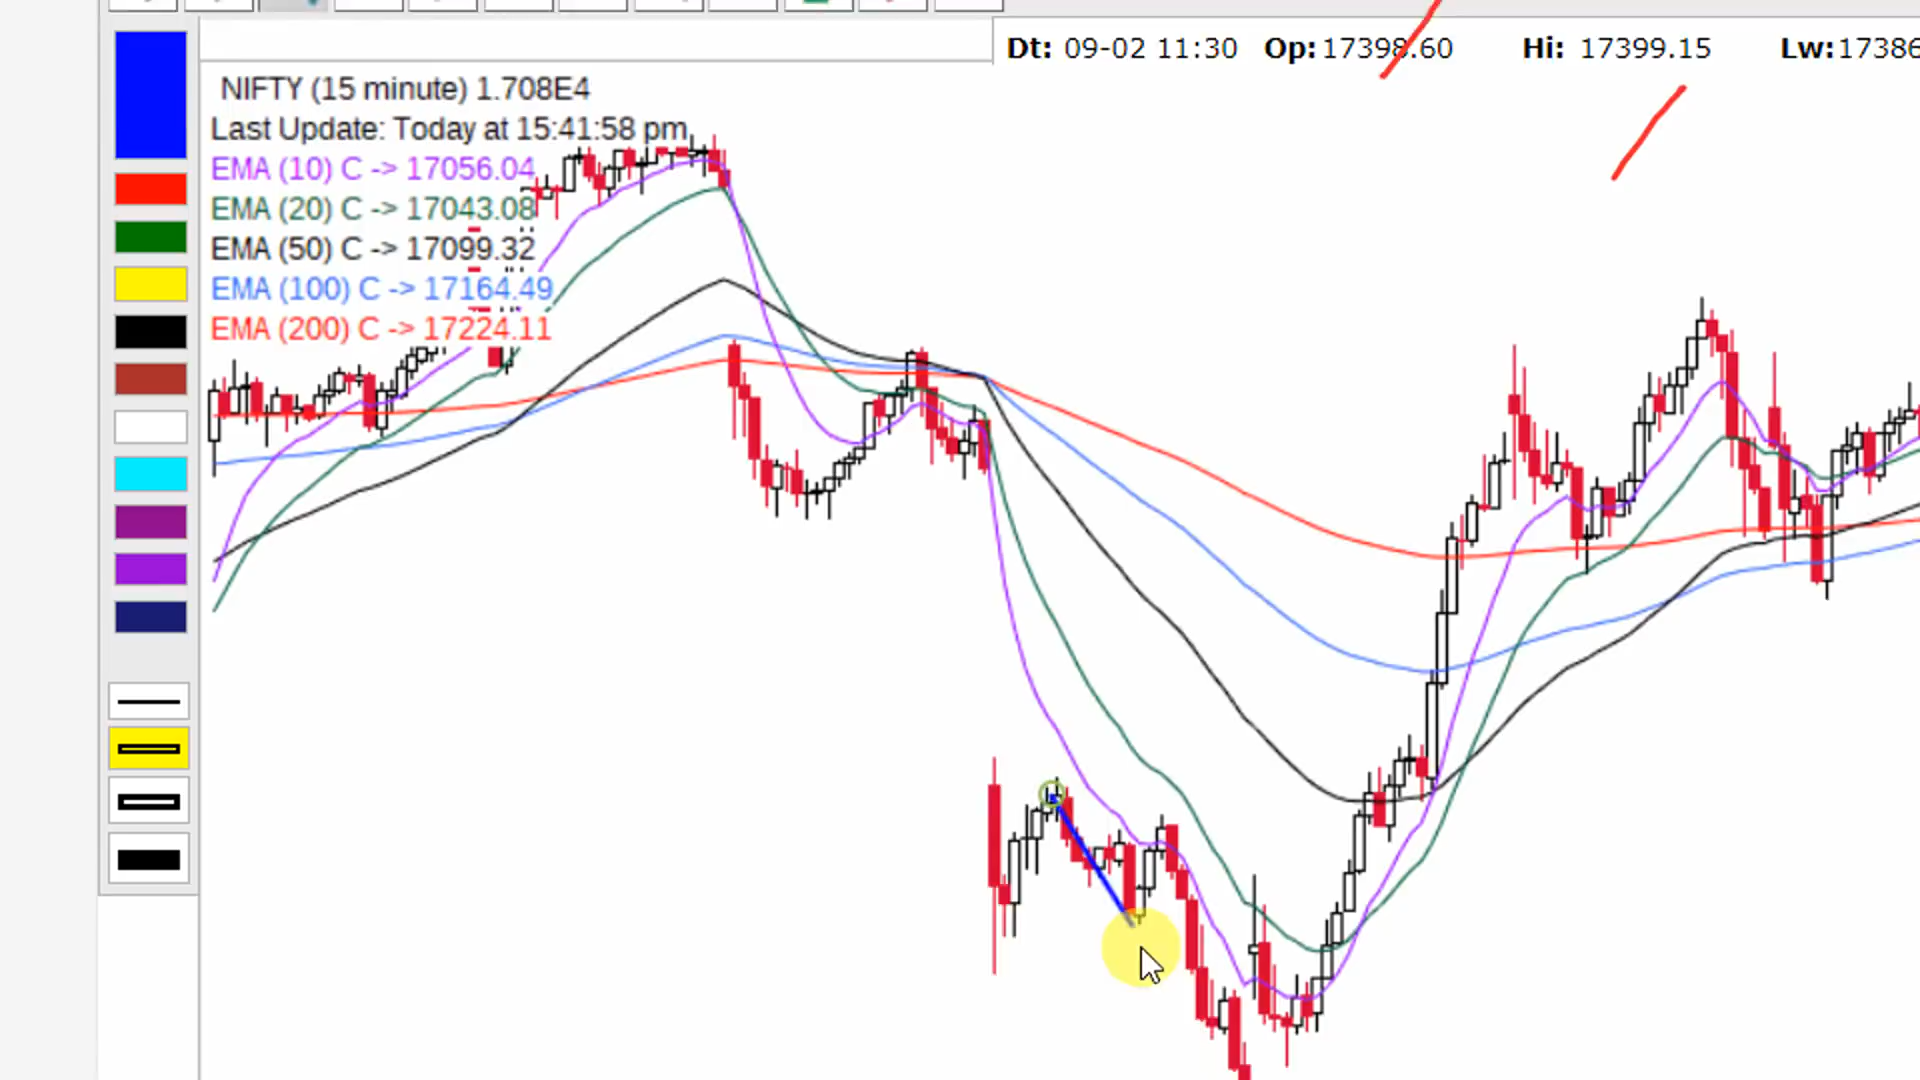 Dt: 09-02 11:30 Op: 17398.60 Hi: 17399.15 Lw: 17386
NIFTY (15 minute) 1.708E4
Last Update: Today at 15:41:58 pm
EMA (10) C -> 17056.04
EMA (20) C -> 17043.08
EMA (50) C -> 17099.32
EMA (100) C -> 17164.49
EMA (200) C -> 17224.11